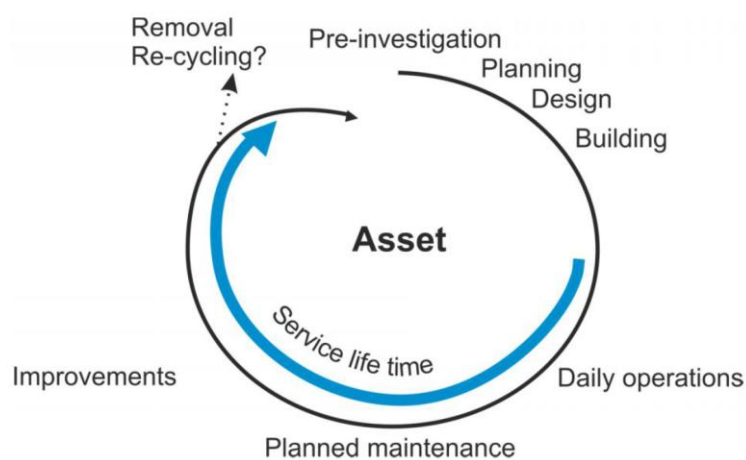 Removal
Re-cycling?
Pre-investigation
Planning
Design
Building
Asset
Service life time
Improvements
Daily operations
Planned maintenance